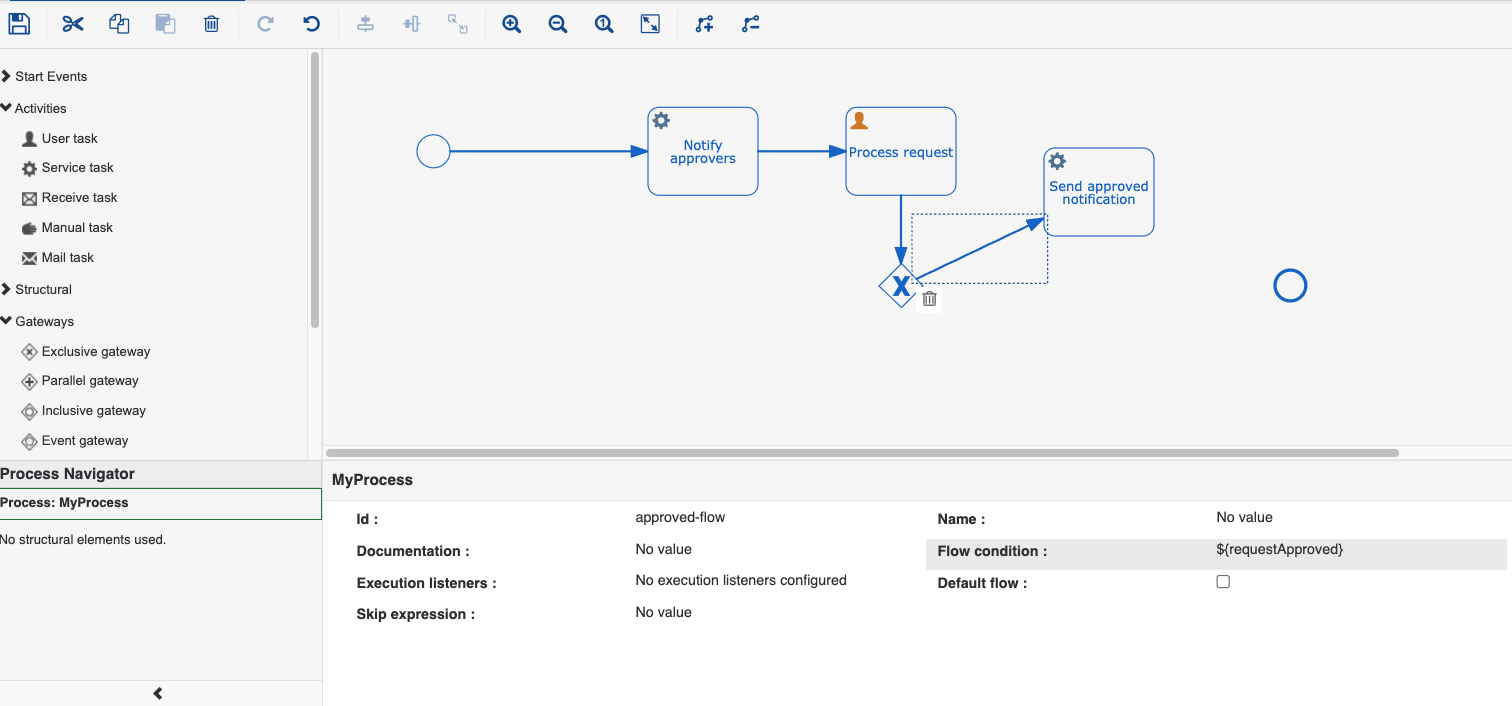 Start Events
Activities
User task
Service task
Receive task
Manual task
Mail task
Structural
Gateways
Exclusive gateway
Parallel gateway
Inclusive gateway
Event gateway
Process Navigator
Process: MyProcess
No structural elements used.
Notify
approvers
Process request
Send approved
notification
X
MyProcess
Id : approved-flow
Name : No value
Documentation : No value
Flow condition : ${requestApproved}
Execution listeners : No execution listeners configured
Default flow :
Skip expression : No value